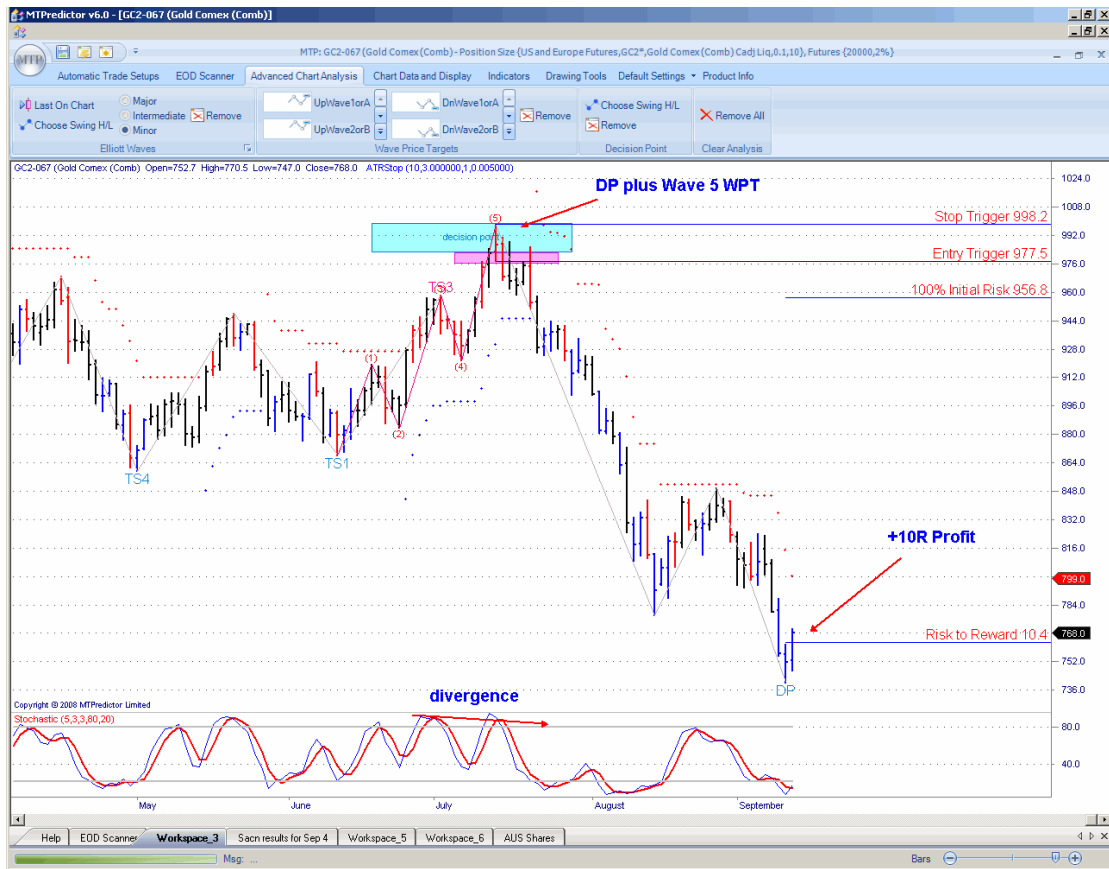 MTPredictor v6.0 - [GC2-067 (Gold Comex (Comb)]
MTP: GC2-067 (Gold Comex (Comb) - Position Size {US and Europe Futures,GC2*,Gold Comex (Comb) Cadj Liq,0.1,10}, Futures {20000,2%}
MTP
Automatic Trade Setups EOD Scanner Advanced Chart Analysis Chart Data and Display Indicators Drawing Tools Default Settings Product Info
Last On Chart Major UpWave1orA DnWave1orA Choose Swing H/L
Choose Swing H/L Intermediate Remove Remove Remove Remove All
Minor UpWave2orB DnWave2orB
Elliott Waves Wave Price Targets Decision Point Clear Analysis
GC2-067 (Gold Comex (Comb) Open=752.7 High=770.5 Low=747.0 Close=768.0 ATRStop (10,3.000000,1,0.005000)
1024.0
DP plus Wave 5 WPT
1008.0
(5)
Stop Trigger 998.2
decision point
992.0
Entry Trigger 977.5
976.0
TS3
(3)
100% Initial Risk 956.8
960.0
944.0
(1)
(4)
928.0
912.0
896.0
(2)
880.0
TS4
TS1
864.0
848.0
832.0
+10R Profit
816.0
799.0
784.0
Risk to Reward 10.4
768.0
752.0
DP
736.0
divergence
Copyright © 2008 MTPredictor Limited
Stochastic (5,3,3,80,20)
80.0
40.0
May June July August September
Help EOD Scanner Workspace_3 Sacn results for Sep 4 Workspace_5 Workspace_6 AUS Shares
Msg: ...
Bars